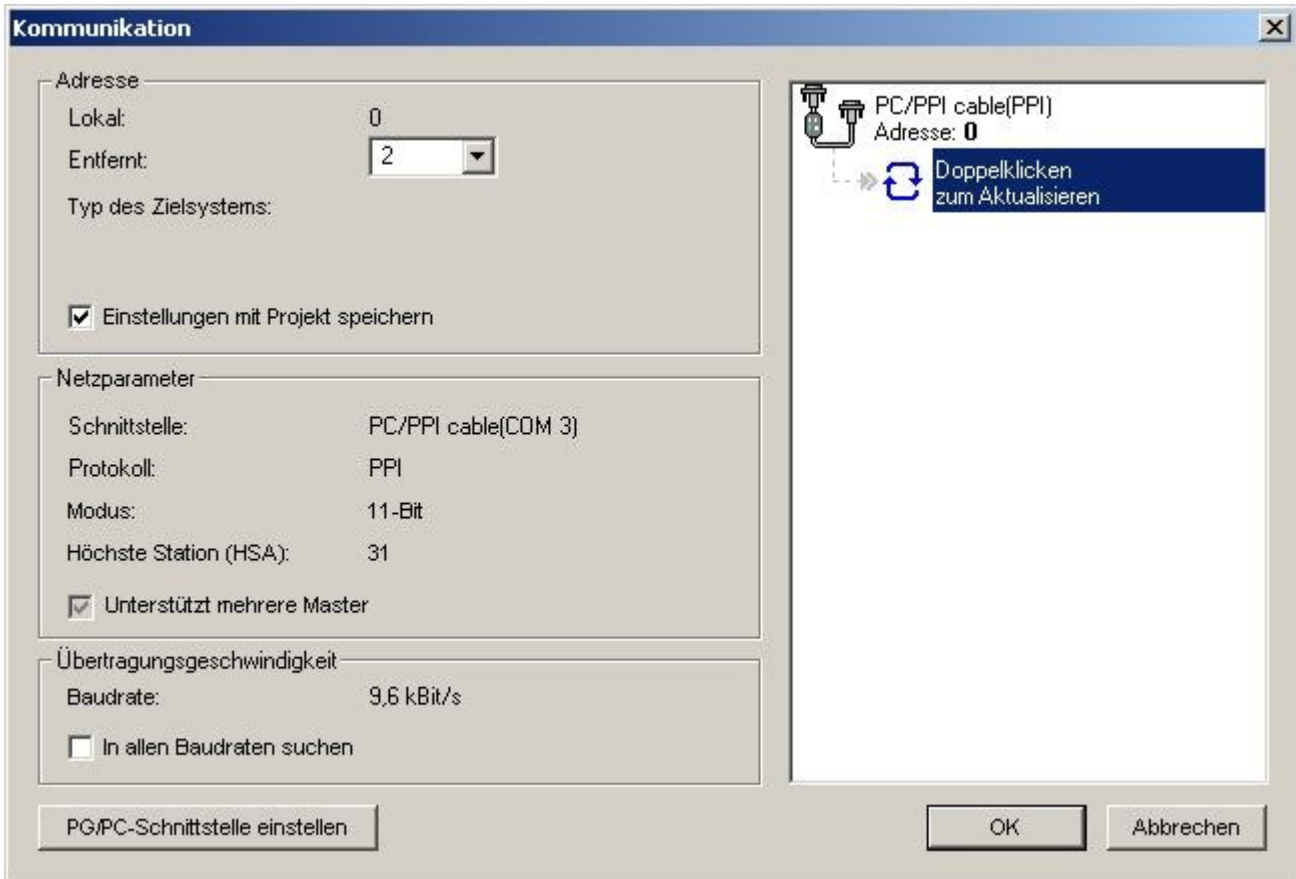 Kommunikation
Adresse
Lokal: 0
Entfernt: 2
Typ des Zielsystems:
Einstellungen mit Projekt speichern
Netzparameter
Schnittstelle: PC/PPI cable(COM 3)
Protokoll: PPI
Modus: 11-Bit
Höchste Station (HSA): 31
Unterstützt mehrere Master
Übertragungsgeschwindigkeit
Baudrate: 9,6 kBit/s
In allen Baudraten suchen
PG/PC-Schnittstelle einstellen
PC/PPI cable(PPI)
Adresse: 0
Doppelklicken
zum Aktualisieren
OK
Abbrechen